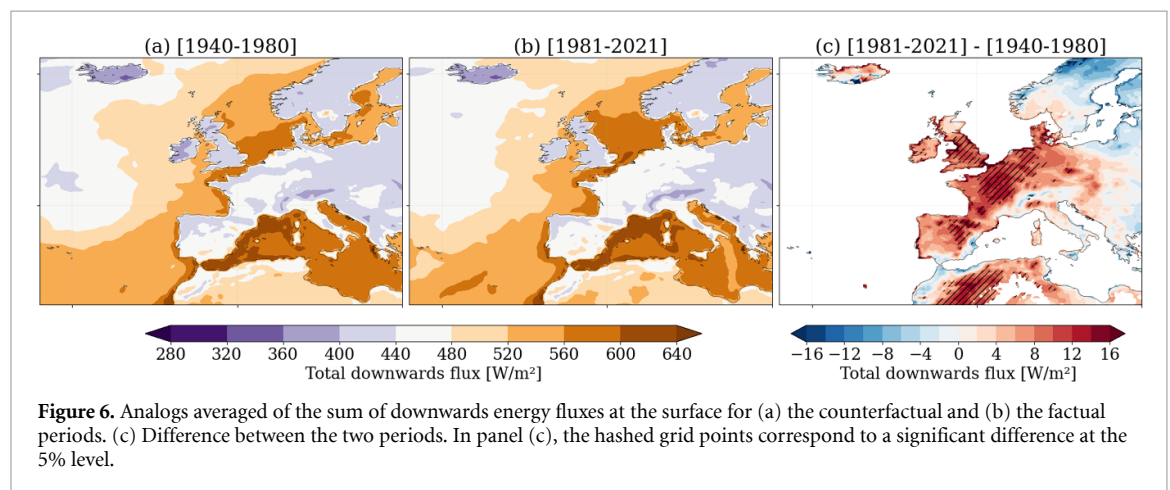 (a) [1940-1980]
(b) [1981-2021]
(c) [1981-2021] - [1940-1980]
280 320 360 400 440 480 520 560 600 640
Total downwards flux [W/m²]
−16 −12 −8 −4 0 4 8 12 16
Total downwards flux [W/m²]
Figure 6. Analogs averaged of the sum of downwards energy fluxes at the surface for (a) the counterfactual and (b) the factual
periods. (c) Difference between the two periods. In panel (c), the hashed grid points correspond to a significant difference at the
5% level.